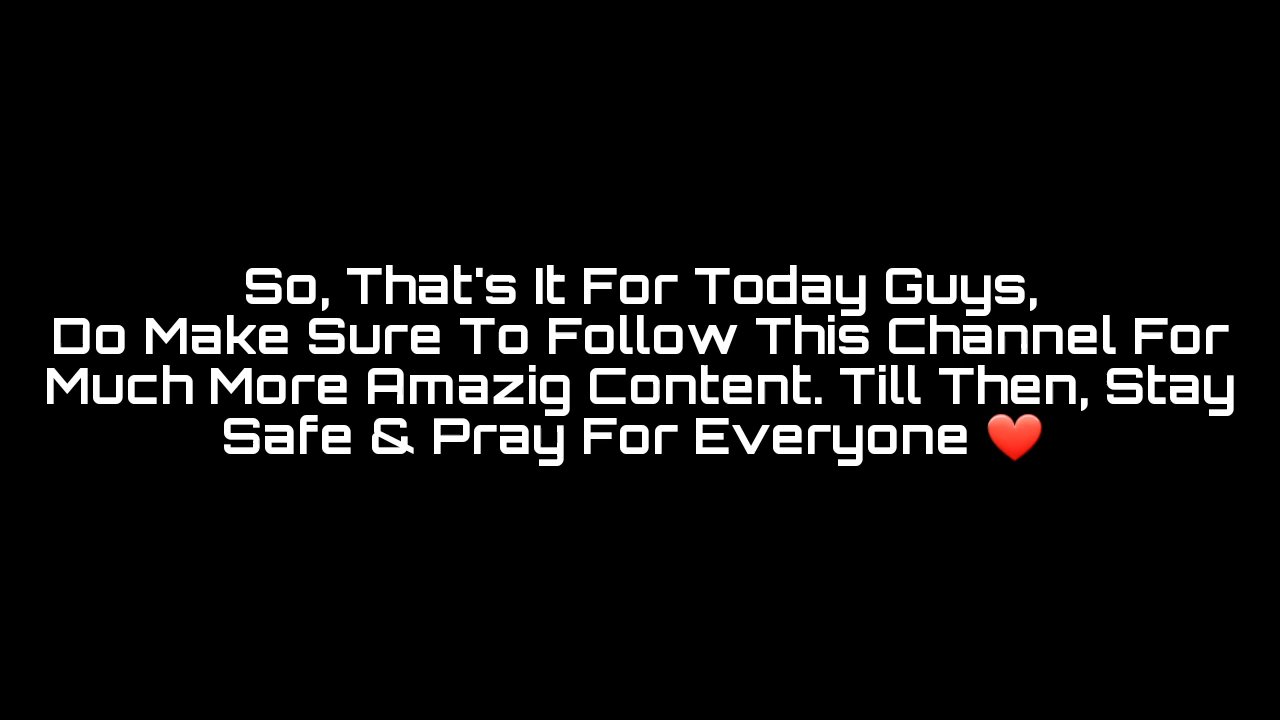 So, That's It For Today Guys,
Do Make Sure To Follow This Channel For
Much More Amazig Content. Till Then, Stay
Safe & Pray For Everyone ❤️